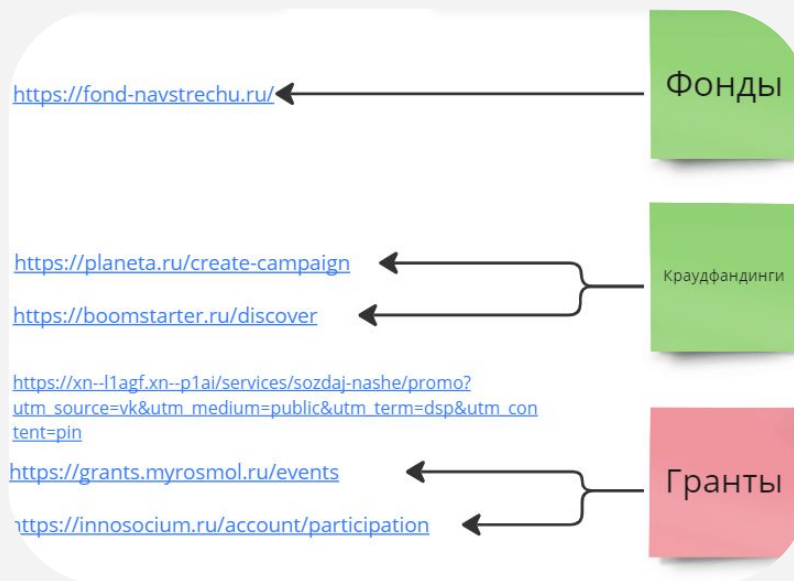 Фонды
https://fond-navstrechu.ru/
Краудфандинги
https://planeta.ru/create-campaign
https://boomstarter.ru/discover
https://xn--l1agf.xn--p1ai/services/sozdaj-nashe/promo?
utm_source=vk&utm_medium=public&utm_term=dsp&utm_con
tent=pin
Гранты
https://grants.myrosmol.ru/events
https://innosocium.ru/account/participation